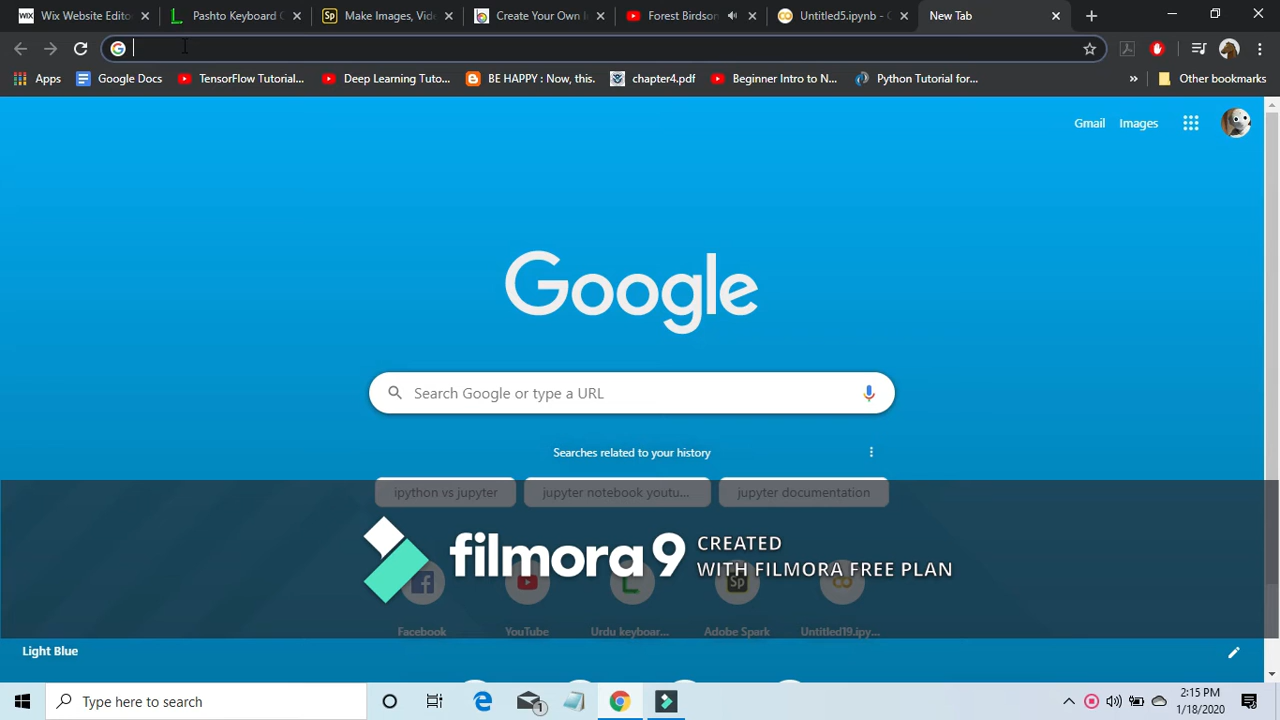 Wix Website Editor
Pashto Keyboard
Make Images, Vid
Create Your Own
Forest Birdson
Untitled5.ipynb - C
New Tab
Apps
Google Docs
TensorFlow Tutorial...
Deep Learning Tuto...
BE HAPPY : Now, this.
chapter4.pdf
Beginner Intro to N...
Python Tutorial for...
»
Other bookmarks
Gmail
Images
Google
Search Google or type a URL
Searches related to your history
ipython vs jupyter
jupyter notebook youtu...
jupyter documentation
filmora 9
CREATED
WITH FILMORA FREE PLAN
Facebook
YouTube
Urdu keyboar...
Adobe Spark
Untitled19.ipy...
Light Blue
Type here to search
2:15 PM
1/18/2020